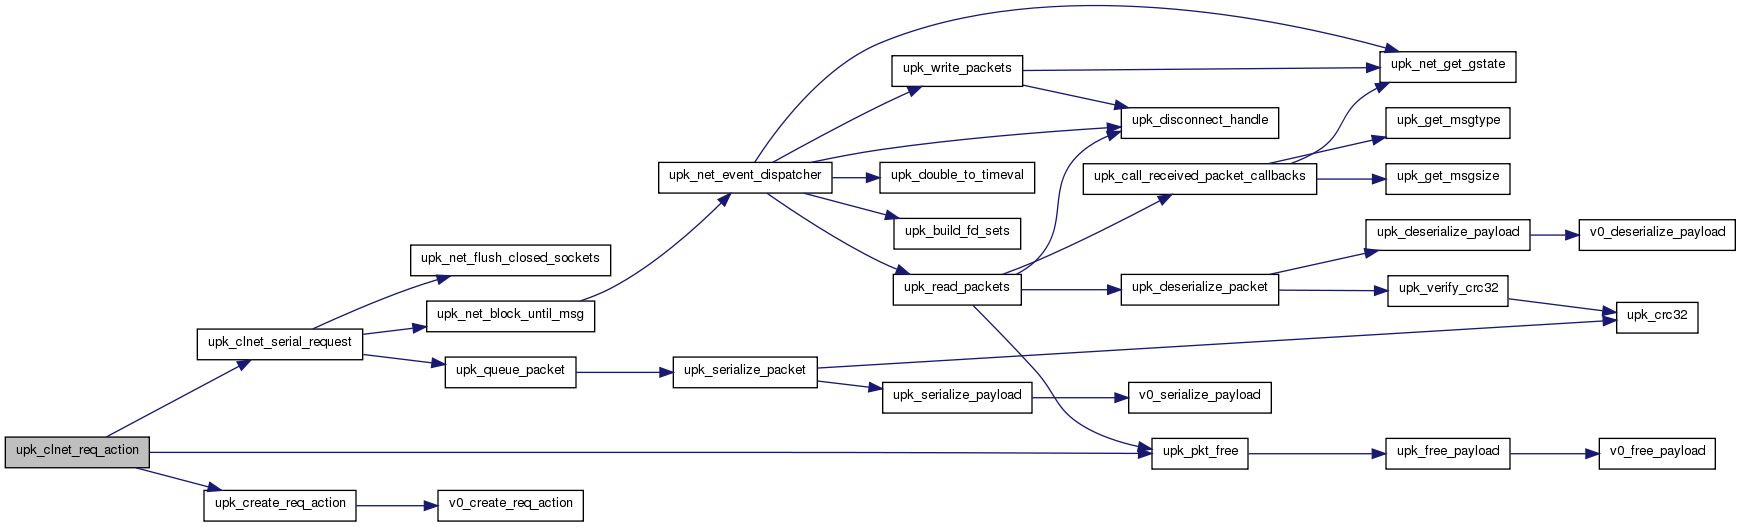 upk_net_get_gstate
upk_write_packets
upk_disconnect_handle
upk_get_msgtype
upk_net_event_dispatcher
upk_double_to_timeval
upk_call_received_packet_callbacks
upk_get_msgsize
upk_build_fd_sets
upk_deserialize_payload
v0_deserialize_payload
upk_net_flush_closed_sockets
upk_read_packets
upk_deserialize_packet
upk_verify_crc32
upk_net_block_until_msg
upk_crc32
upk_clnet_serial_request
upk_queue_packet
upk_serialize_packet
upk_serialize_payload
v0_serialize_payload
upk_clnet_req_action
upk_pkt_free
upk_free_payload
v0_free_payload
upk_create_req_action
v0_create_req_action